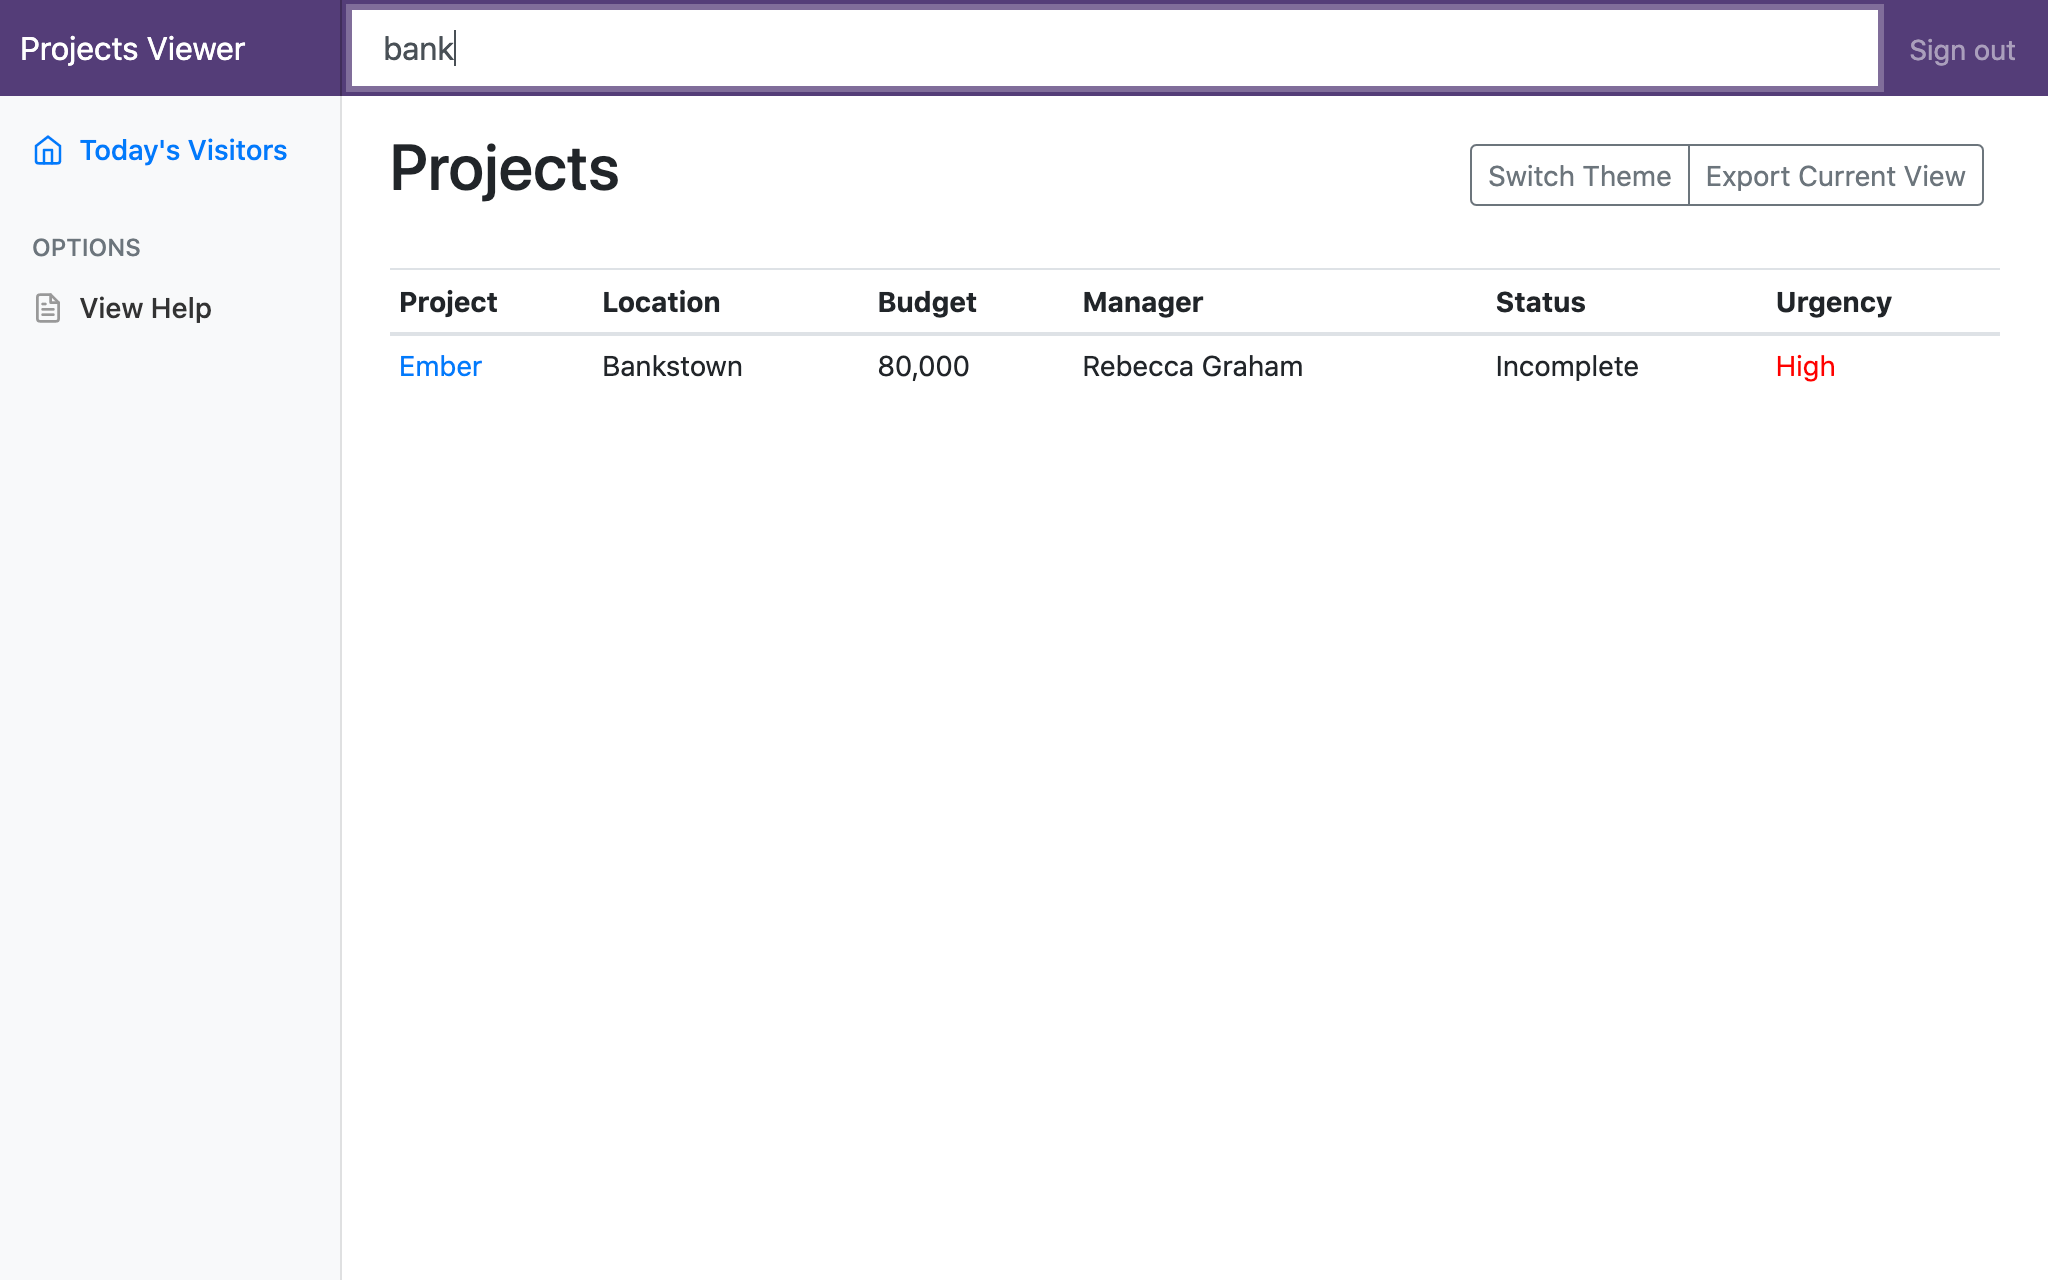 Projects Viewer
bank
Sign out
Today's Visitors
OPTIONS
View Help
Projects
Switch Theme
Export Current View
Project Location Budget Manager Status Urgency
Ember Bankstown 80,000 Rebecca Graham Incomplete High